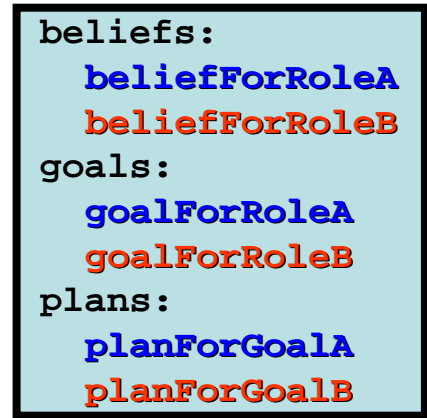 beliefs:
beliefForRoleA
beliefForRoleB
goals:
goalForRoleA
goalForRoleB
plans:
planForGoalA
planForGoalB